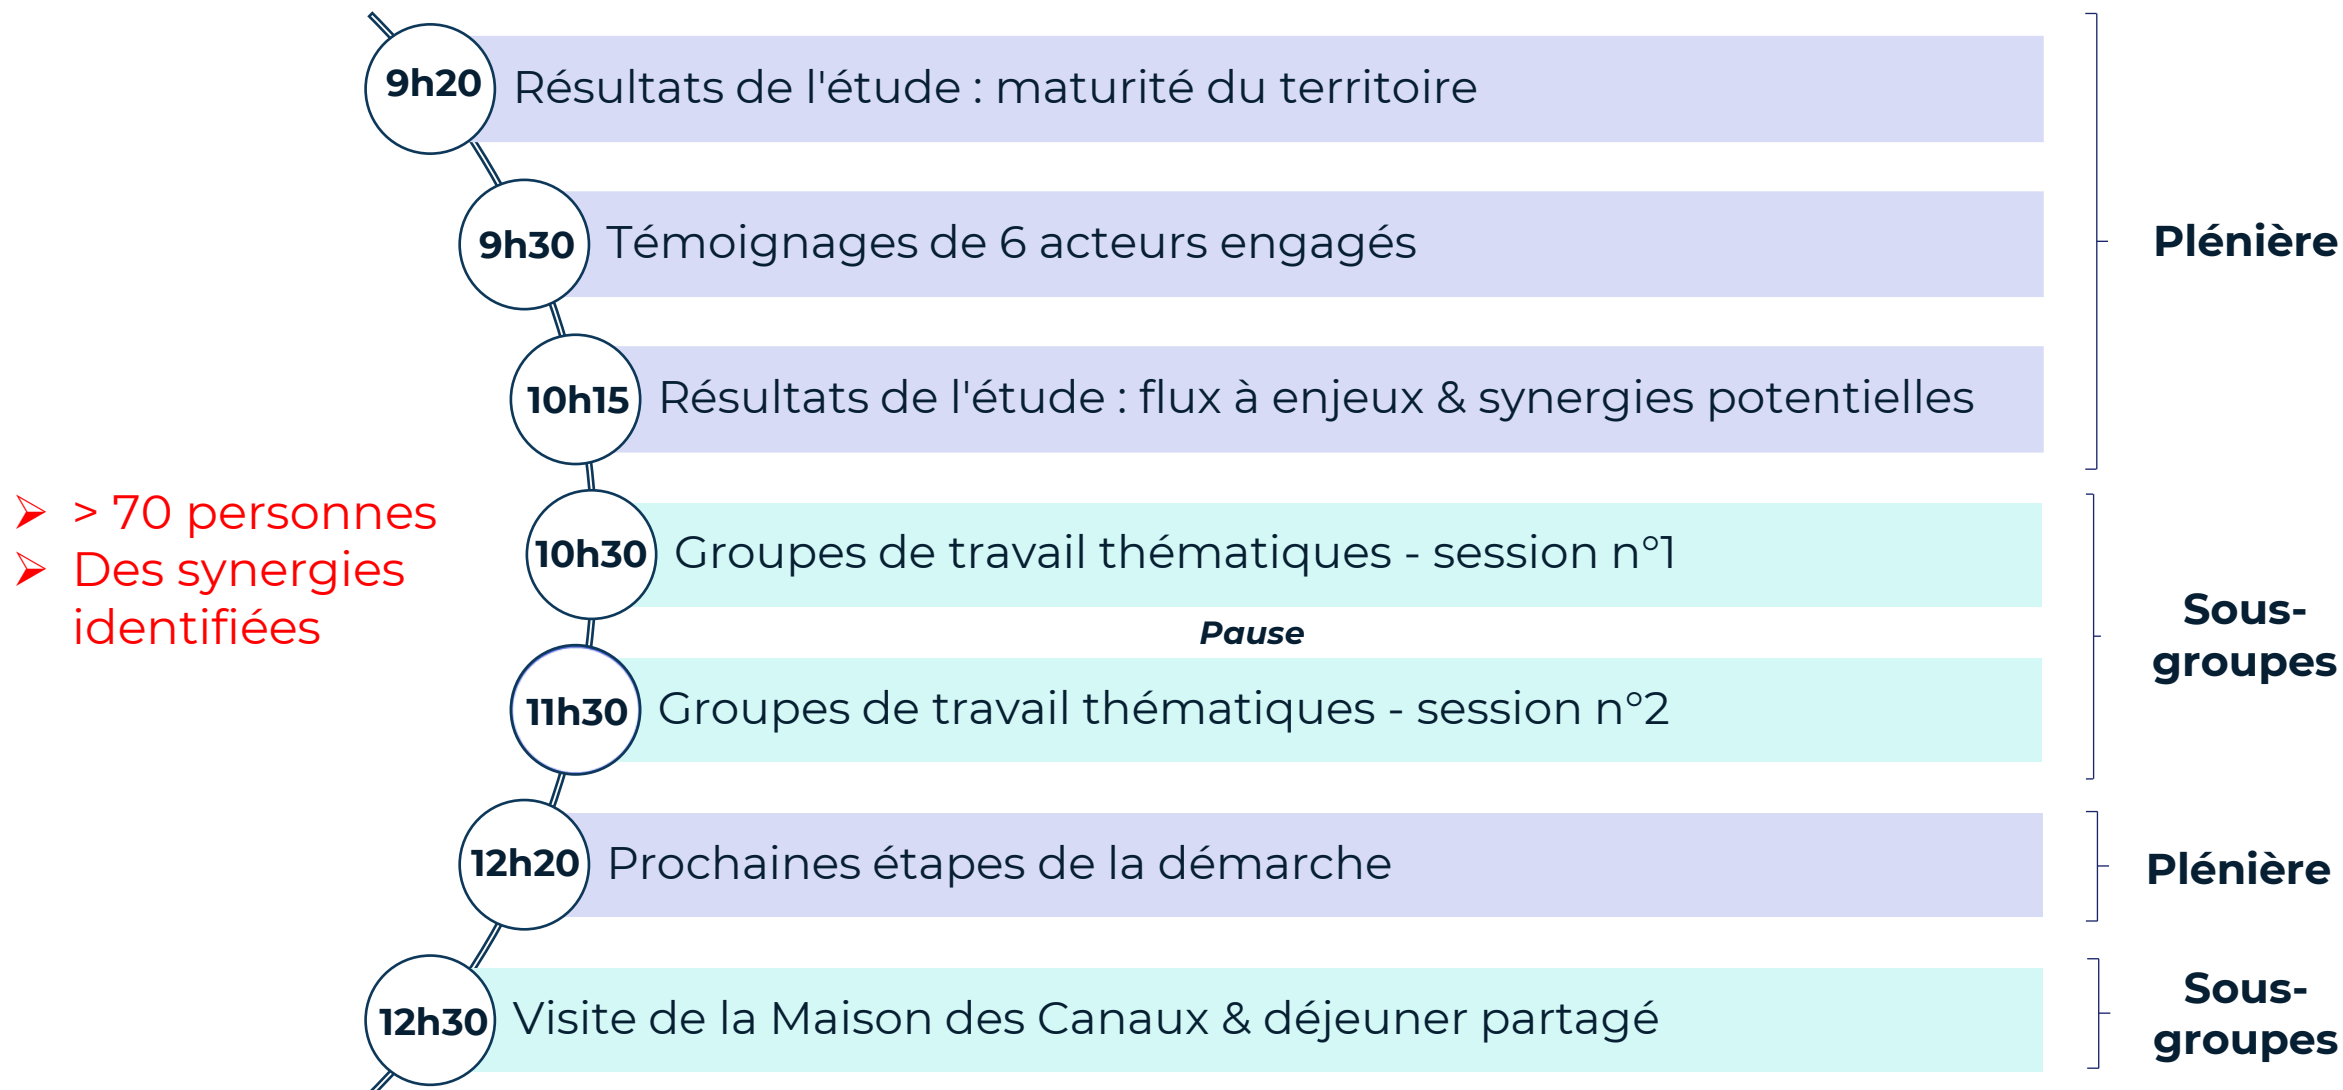 9h20
Résultats de l'étude : maturité du territoire
9h30
Témoignages de 6 acteurs engagés
Plénière
10h15
Résultats de l'étude : flux à enjeux & synergies potentielles
➢ > 70 personnes
➢ Des synergies
identifiées
10h30
Groupes de travail thématiques - session n°1
Pause
Sous-
groupes
11h30
Groupes de travail thématiques - session n°2
12h20
Prochaines étapes de la démarche
Plénière
12h30
Visite de la Maison des Canaux & déjeuner partagé
Sous-
groupes